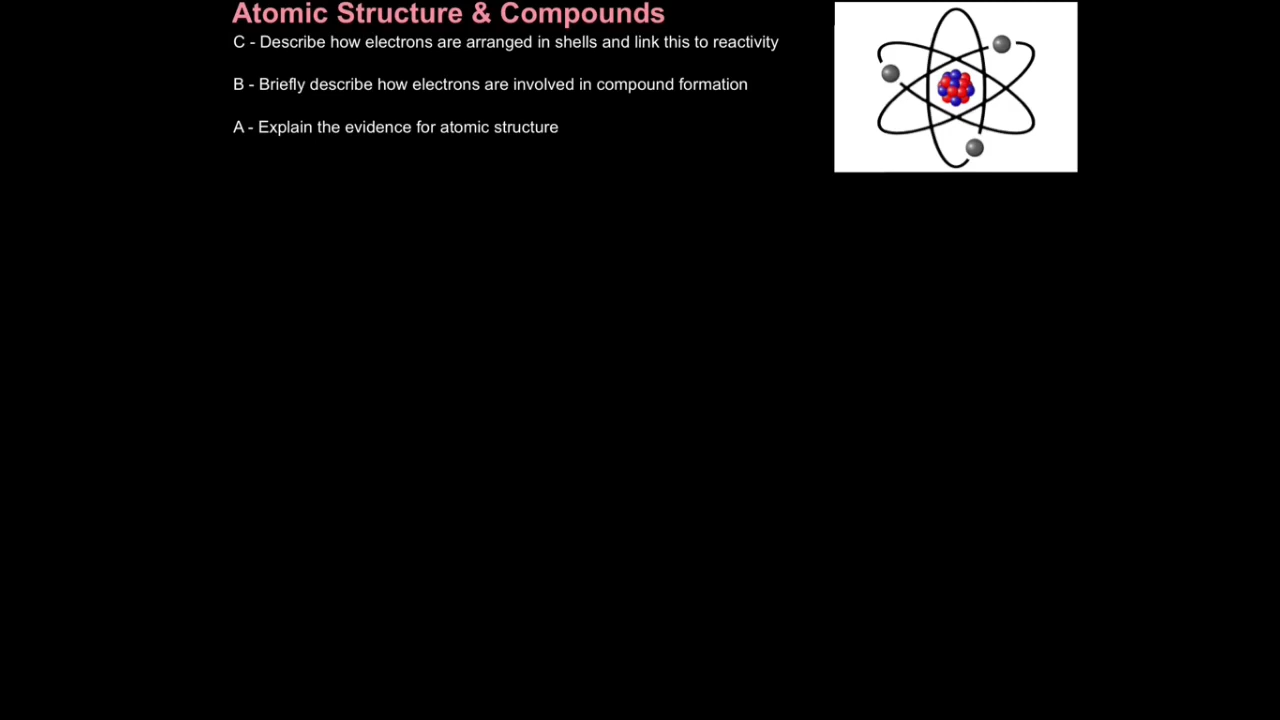 Atomic Structure & Compounds
C - Describe how electrons are arranged in shells and link this to reactivity
B - Briefly describe how electrons are involved in compound formation
A - Explain the evidence for atomic structure